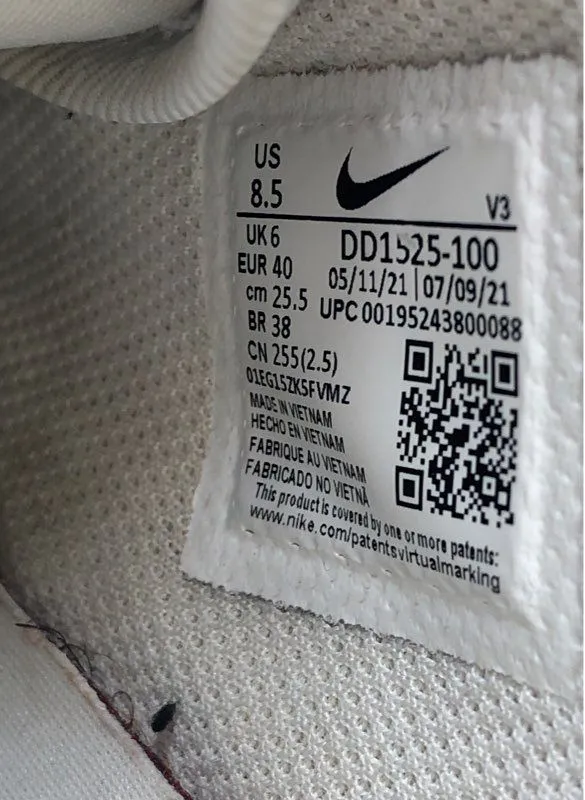 US
8.5
V3
UK 6
DD1525-100
EUR 40
05/11/21 | 07/09/21
cm 25.5
UPC 00195243800088
BR 38
CN 255(2.5)
01EG15ZK5FVMZ
MADE IN VIETNAM
HECHO EN VIETNAM
FABRIQUE AU VIETNAM
FABRICADO NO VIETNÃ
This product is covered by one or more patents:
www.nike.com/patentsvirtualmarking